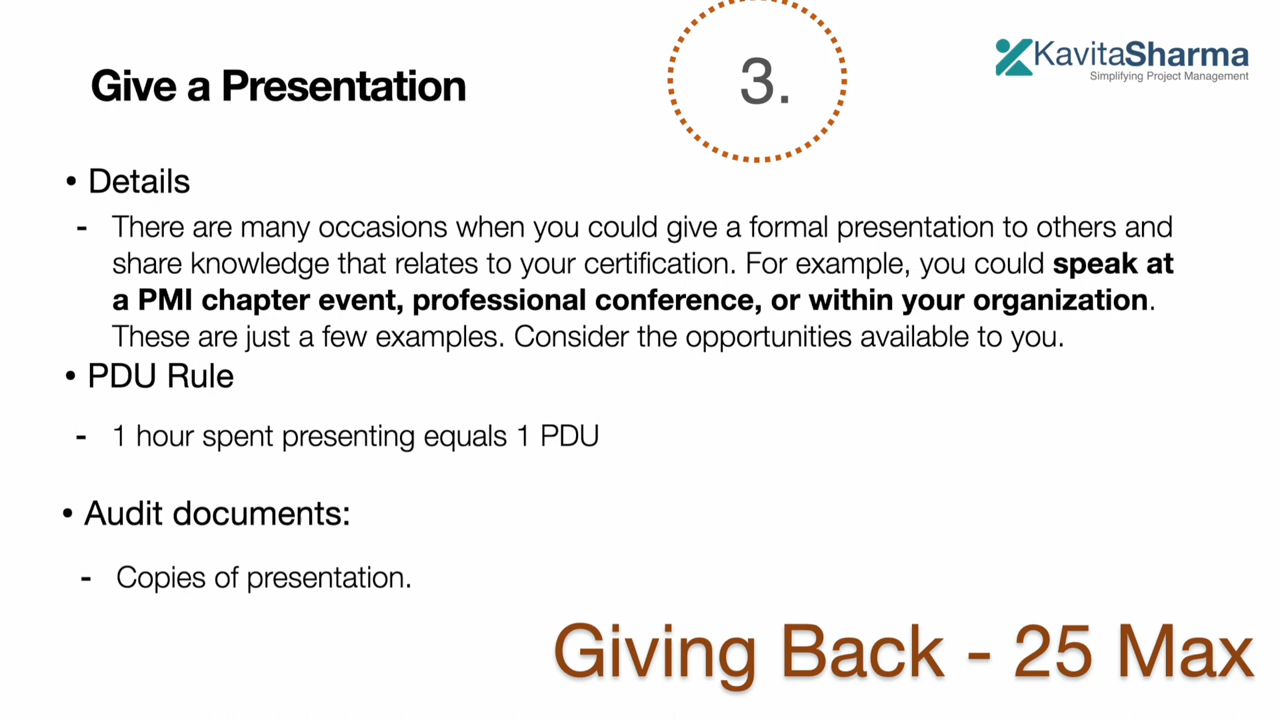 Give a Presentation
3.
KavitaSharma
Simplifying Project Management
• Details
- There are many occasions when you could give a formal presentation to others and
share knowledge that relates to your certification. For example, you could speak at
a PMI chapter event, professional conference, or within your organization.
These are just a few examples. Consider the opportunities available to you.
• PDU Rule
- 1 hour spent presenting equals 1 PDU
• Audit documents:
- Copies of presentation.
Giving Back - 25 Max